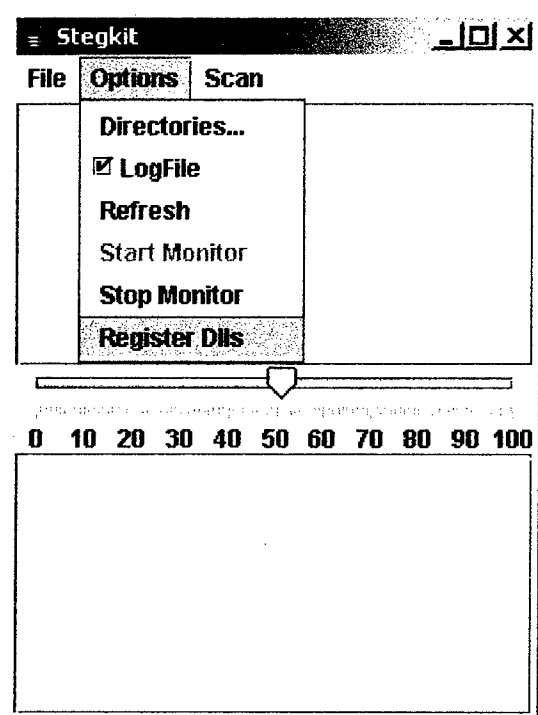 Stegkit
File Options Scan
Directories...
LogFile
Refresh
Start Monitor
Stop Monitor
Register Dlls
0 10 20 30 40 50 60 70 80 90 100